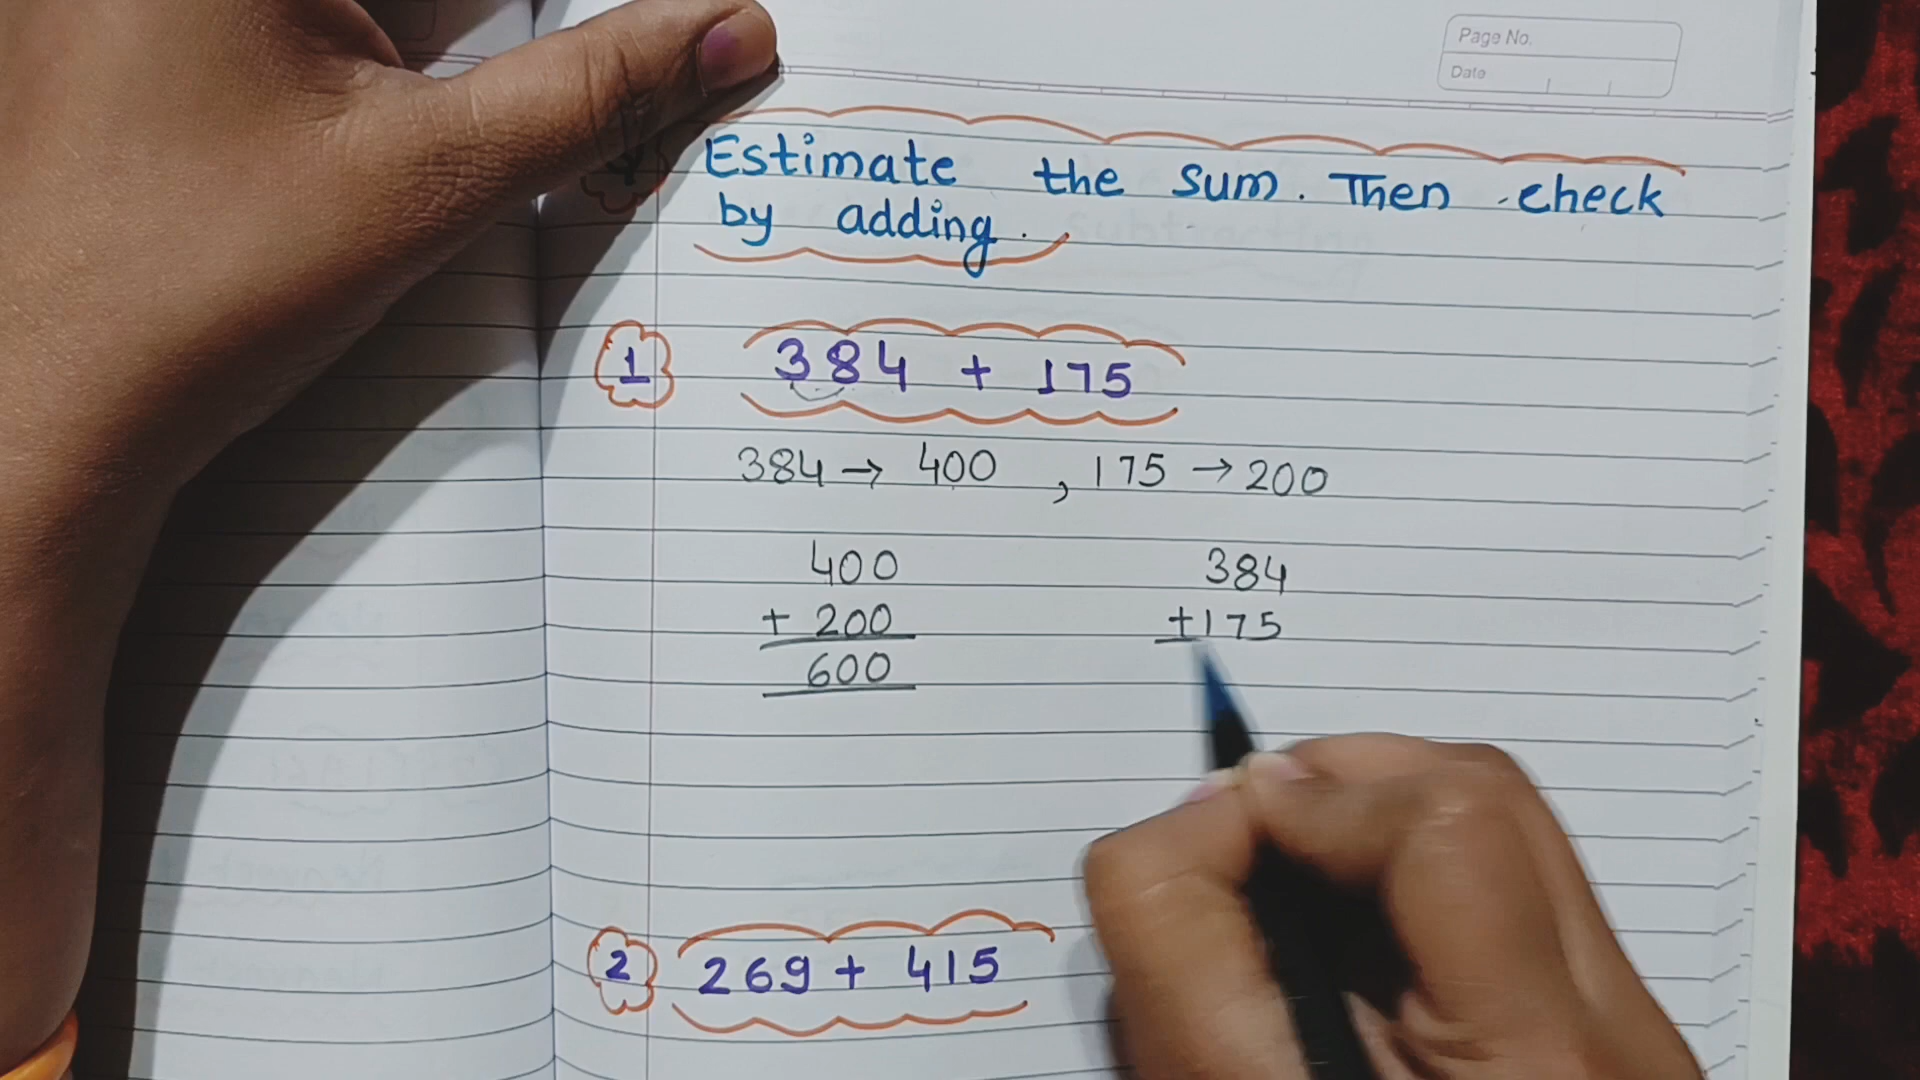 Page No.
Date
Estimate the sum. Then check
by adding.
1 384 + 175
384 → 400 , 175 → 200
400
+ 200
600
384
+175
2 269 + 415